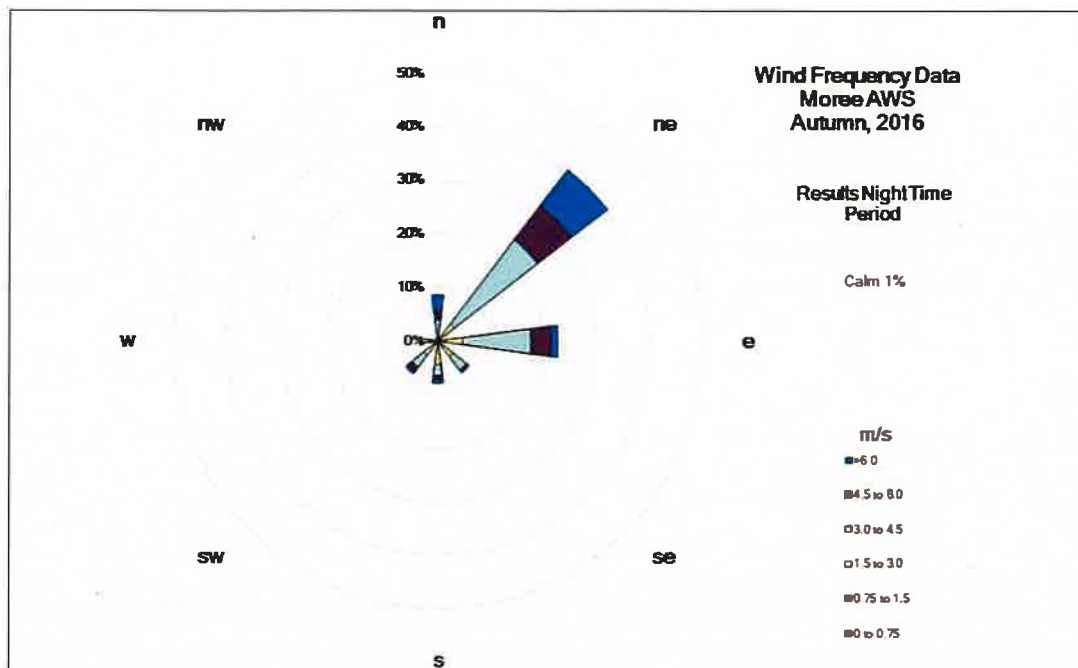 n
50%
40%
30%
20%
10%
0%
nw
ne
w
e
sw
se
s
Wind Frequency Data
Moree AWS
Autumn, 2016
Results Night Time
Period
Calm 1%
m/s
>6.0
4.5 to 6.0
3.0 to 4.5
1.5 to 3.0
0.75 to 1.5
0 to 0.75